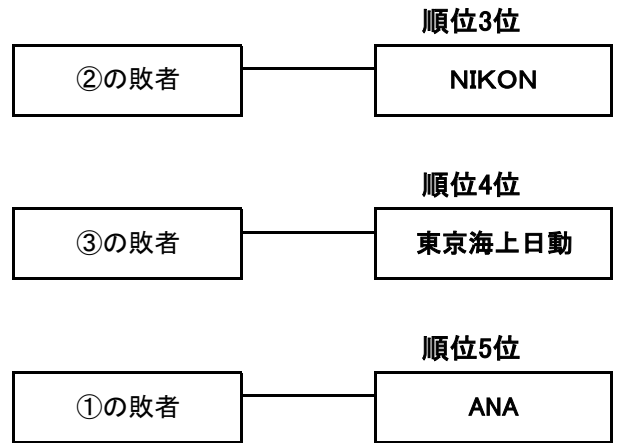 順位3位
②の敗者
NIKON
順位4位
③の敗者
東京海上日動
順位5位
①の敗者
ANA